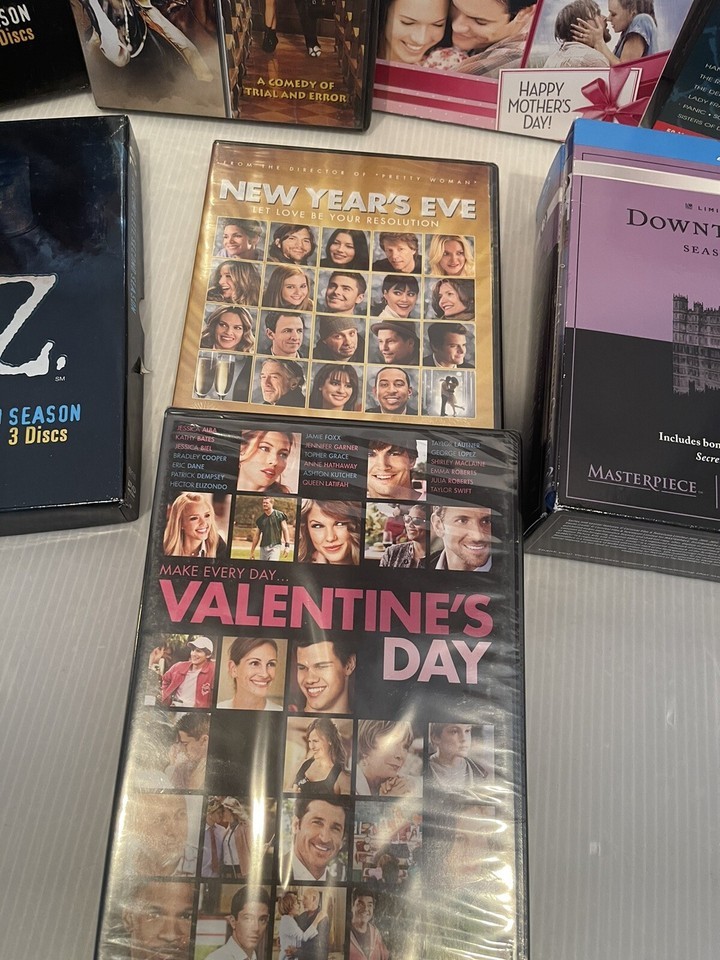 SON
Discs
A COMEDY OF
TRIAL AND ERROR
HAPPY
MOTHER'S
DAY!
FROM THE DIRECTOR OF "PRETTY WOMAN"
NEW YEAR'S EVE
LET LOVE BE YOUR RESOLUTION
Z.
SM
SEASON
3 Discs
LIMI
DOWNT
SEAS
Includes bon
Secre
MASTERPIECE
JESSICA ALBA
KATHY BATES
JESSICA BIEL
BRADLEY COOPER
ERIC DANE
PATRICK DEMPSEY
HECTOR ELIZONDO
JAMIE FOXX
JENNIFER GARNER
TOPHER GRACE
ANNE HATHAWAY
ASHTON KUTCHER
QUEEN LATIFAH
TAYLOR LAUTNER
GEORGE LOPEZ
SHIRLEY MACLAINE
EMMA ROBERTS
JULIA ROBERTS
TAYLOR SWIFT
MAKE EVERY DAY...
VALENTINE'S
DAY